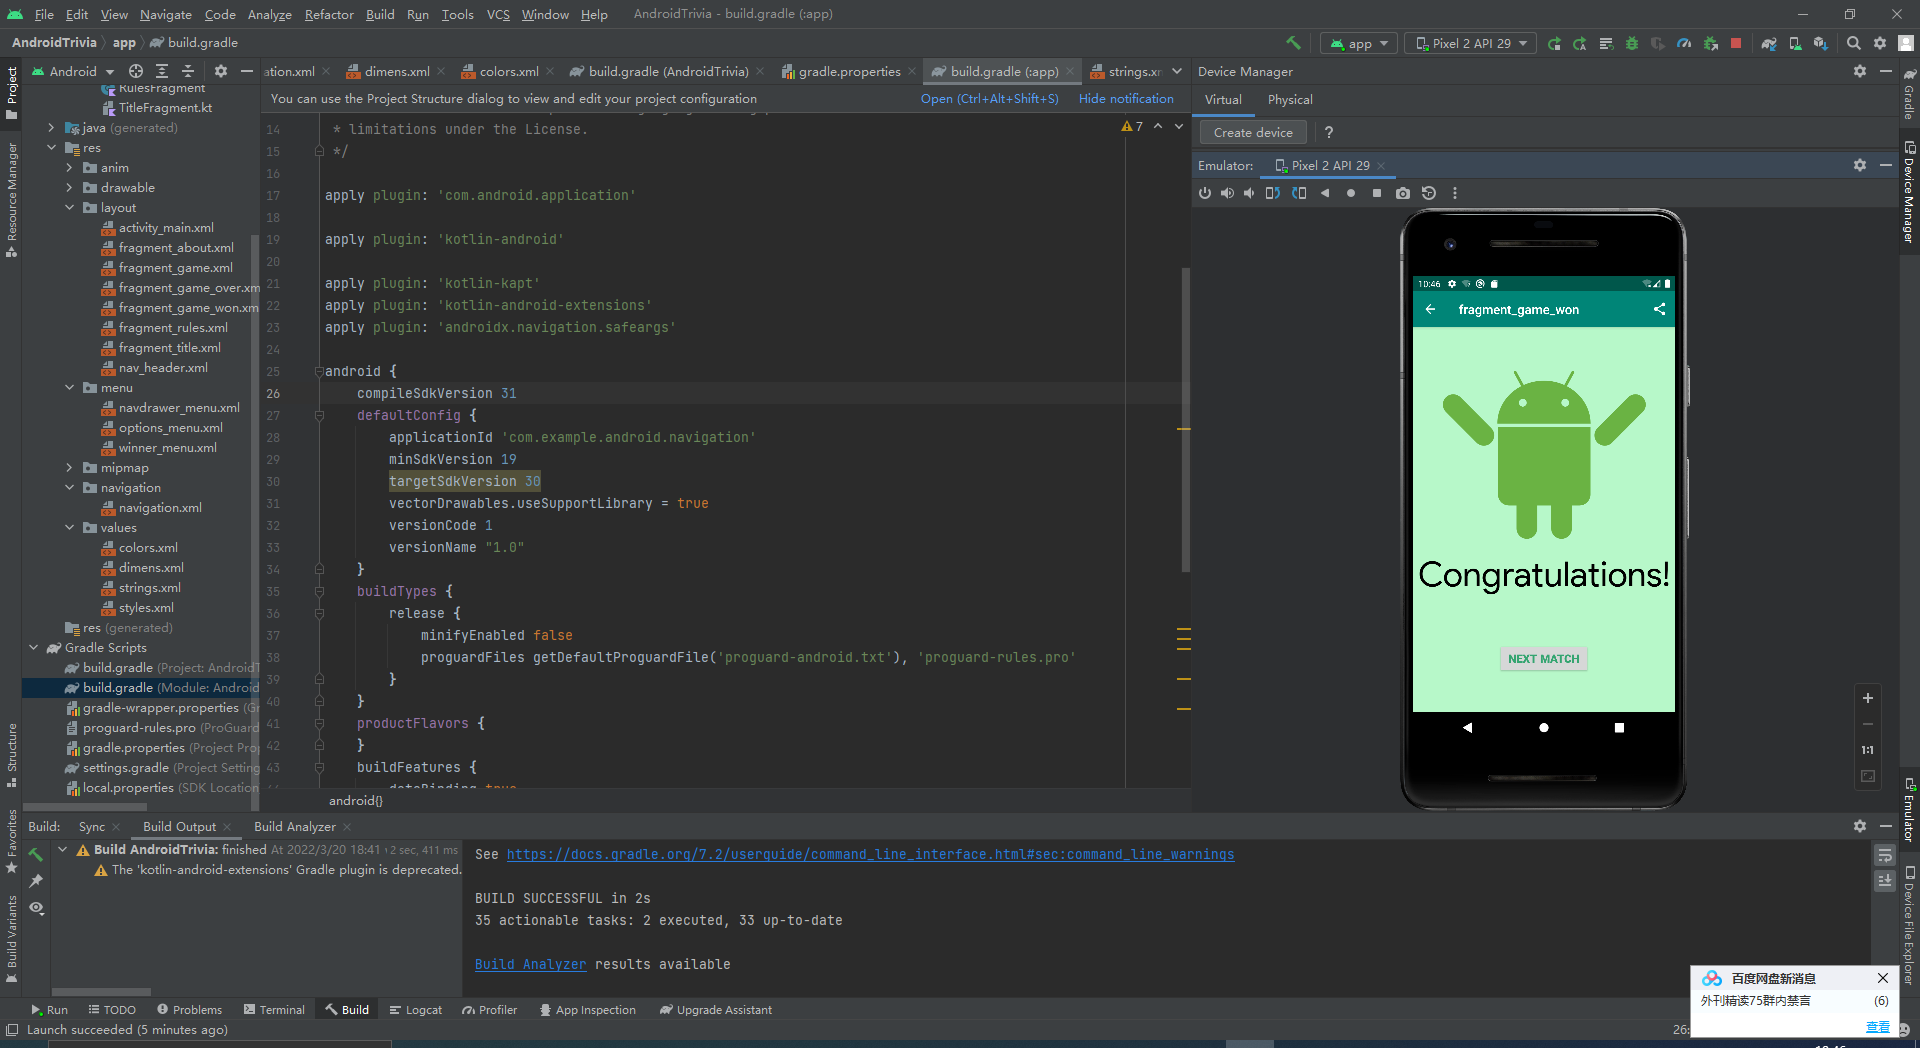 File Edit View Navigate Code Analyze Refactor Build Run Tools VCS Window Help AndroidTrivia - build.gradle (:app)
AndroidTrivia app build.gradle
app Pixel 2 API 29
Android
ation.xml dimens.xml colors.xml build.gradle (AndroidTrivia) gradle.properties build.gradle (:app) strings.xm
Device Manager
You can use the Project Structure dialog to view and edit your project configuration Open (Ctrl+Alt+Shift+S) Hide notification
Virtual Physical
Create device ?
Emulator: Pixel 2 API 29
Project
Resource Manager
Structure
Favorites
Build Variants
RulesFragment
TitleFragment.kt
java (generated)
res
anim
drawable
layout
activity_main.xml
fragment_about.xml
fragment_game.xml
fragment_game_over.xm
fragment_game_won.xm
fragment_rules.xml
fragment_title.xml
nav_header.xml
menu
navdrawer_menu.xml
options_menu.xml
winner_menu.xml
mipmap
navigation
navigation.xml
values
colors.xml
dimens.xml
strings.xml
styles.xml
res (generated)
Gradle Scripts
build.gradle (Project: AndroidT
build.gradle (Module: Android
gradle-wrapper.properties (Gr
proguard-rules.pro (ProGuard
gradle.properties (Project Prop
settings.gradle (Project Setting
local.properties (SDK Location
7
14 * limitations under the License.
15 */
16
17 apply plugin: 'com.android.application'
18
19 apply plugin: 'kotlin-android'
20
21 apply plugin: 'kotlin-kapt'
22 apply plugin: 'kotlin-android-extensions'
23 apply plugin: 'androidx.navigation.safeargs'
24
25 android {
26 compileSdkVersion 31
27 defaultConfig {
28 applicationId 'com.example.android.navigation'
29 minSdkVersion 19
30 targetSdkVersion 30
31 vectorDrawables.useSupportLibrary = true
32 versionCode 1
33 versionName "1.0"
34 }
35 buildTypes {
36 release {
37 minifyEnabled false
38 proguardFiles getDefaultProguardFile('proguard-android.txt'), 'proguard-rules.pro'
39 }
40 }
41 productFlavors {
42 }
43 buildFeatures {
dataBinding true
android{}
10:46
fragment_game_won
Congratulations!
NEXT MATCH
1:1
Gradle
Device Manager
Emulator
Device File Explorer
Build: Sync Build Output Build Analyzer
Build AndroidTrivia: finished At 2022/3/20 18:41 2 sec, 411 ms
The 'kotlin-android-extensions' Gradle plugin is deprecated.
See https://docs.gradle.org/7.2/userguide/command_line_interface.html#sec:command_line_warnings
BUILD SUCCESSFUL in 2s
35 actionable tasks: 2 executed, 33 up-to-date
Build Analyzer results available
百度网盘新消息
外刊精读75群内禁言 (6)
查看
Run TODO Problems Terminal Build Logcat Profiler App Inspection Upgrade Assistant
Launch succeeded (5 minutes ago)
26: